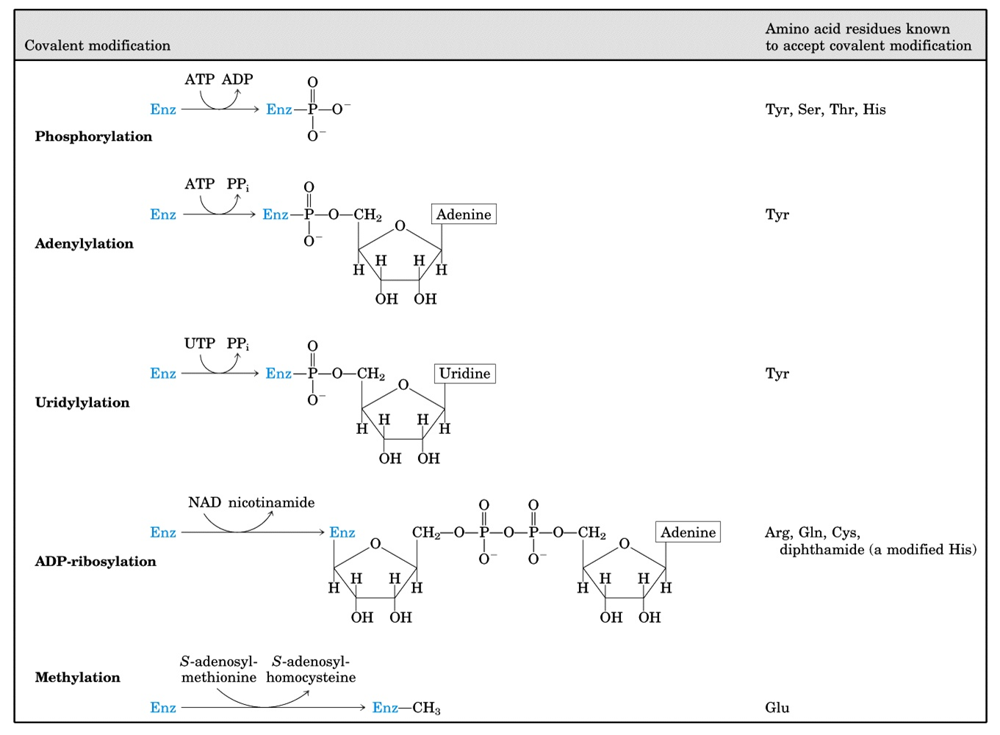 Covalent modification
Amino acid residues known
to accept covalent modification
ATP ADP
O
Enz Enz—P—O⁻
O⁻
Tyr, Ser, Thr, His
Phosphorylation
ATP PPᵢ
O
Enz Enz—P—O—CH₂
O
Adenine
O⁻
H H H H
OH OH
Tyr
Adenylylation
UTP PPᵢ
O
Enz Enz—P—O—CH₂
O
Uridine
O⁻
H H H H
OH OH
Tyr
Uridylylation
NAD nicotinamide
O O
Enz Enz CH₂—O—P—O—P—O—CH₂ Adenine
O O⁻ O⁻ O
H H H H H H H H
OH OH OH OH
Arg, Gln, Cys,
diphthamide (a modified His)
ADP-ribosylation
S-adenosyl-
methionine
S-adenosyl-
homocysteine
Methylation
Enz Enz—CH₃
Glu